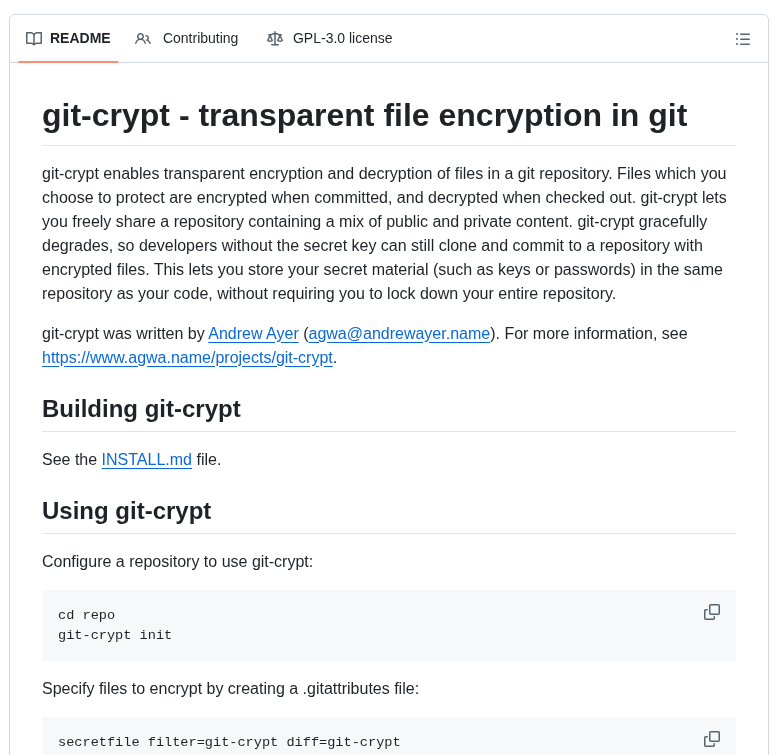 README
Contributing
GPL-3.0 license
git-crypt - transparent file encryption in git
git-crypt enables transparent encryption and decryption of files in a git repository. Files which you
choose to protect are encrypted when committed, and decrypted when checked out. git-crypt lets
you freely share a repository containing a mix of public and private content. git-crypt gracefully
degrades, so developers without the secret key can still clone and commit to a repository with
encrypted files. This lets you store your secret material (such as keys or passwords) in the same
repository as your code, without requiring you to lock down your entire repository.
git-crypt was written by Andrew Ayer (agwa@andrewayer.name). For more information, see
https://www.agwa.name/projects/git-crypt.
Building git-crypt
See the INSTALL.md file.
Using git-crypt
Configure a repository to use git-crypt:
cd repo
git-crypt init
Specify files to encrypt by creating a .gitattributes file:
secretfile filter=git-crypt diff=git-crypt